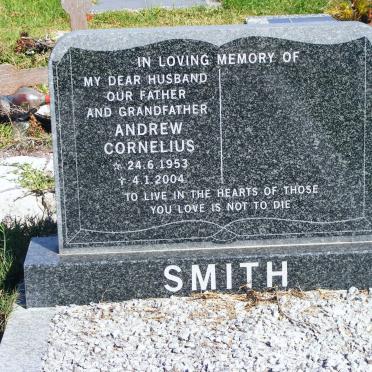 IN LOVING MEMORY OF
MY DEAR HUSBAND
OUR FATHER
AND GRANDFATHER
ANDREW
CORNELIUS
☆ 24.6.1953
✝ 4.1.2004
TO LIVE IN THE HEARTS OF THOSE
YOU LOVE IS NOT TO DIE
SMITH